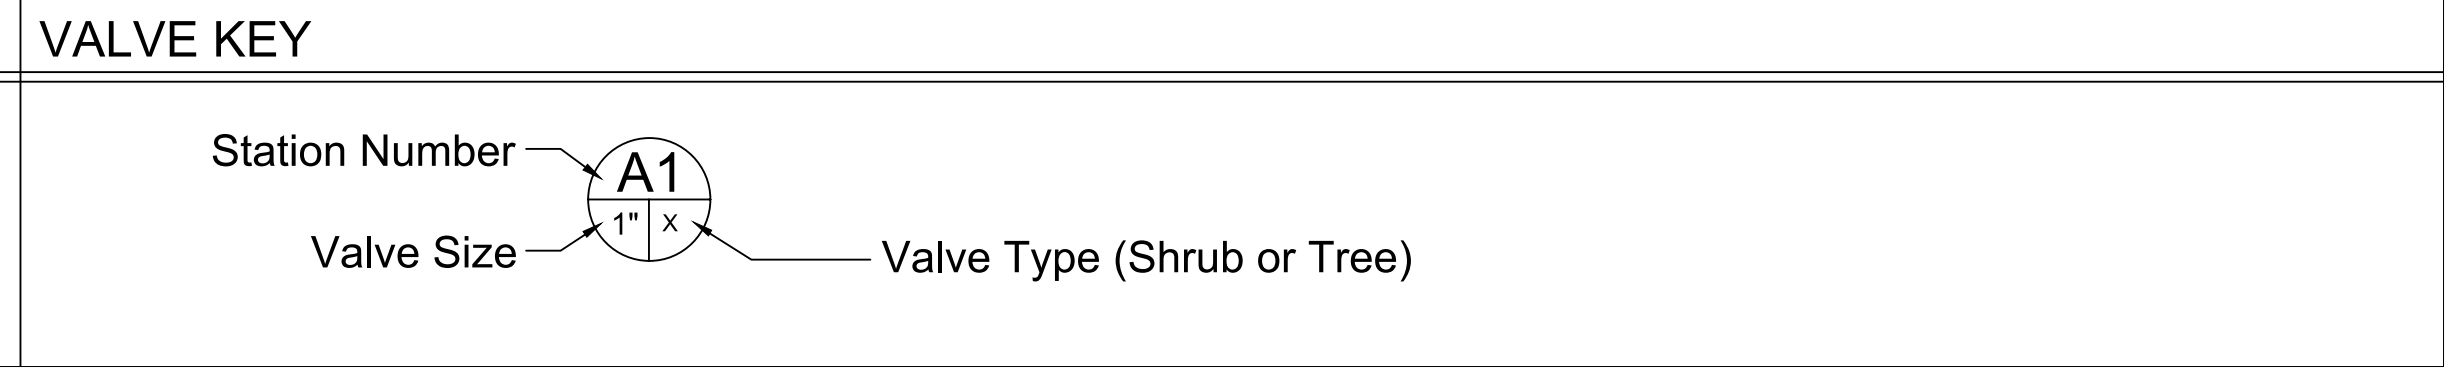 VALVE KEY
Station Number
A1
1" X
Valve Size
Valve Type (Shrub or Tree)